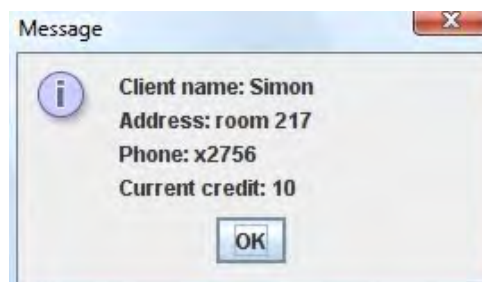 Message
Client name: Simon
Address: room 217
Phone: x2756
Current credit: 10
OK